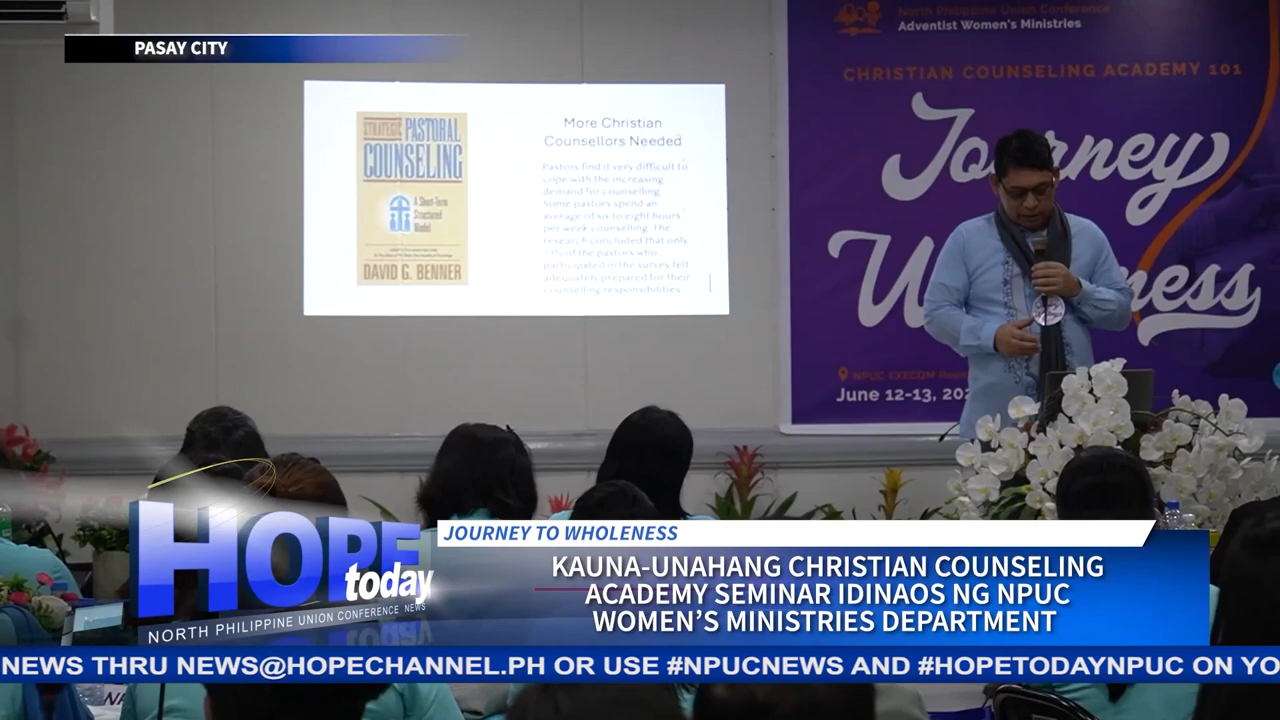 PASAY CITY
North Philippine Union Conference
Adventist Women's Ministries
CHRISTIAN COUNSELING ACADEMY 101
Journey
ness
NPUC EXECOM
June 12-13, 202
STRATEGIC PASTORAL
COUNSELING
A Short-Term
Structured
Model
DAVID G. BENNER
More Christian
Counsellors Needed
Pastors find it very difficult to
cope with the increasing
demand for counselling.
Some pastors spend an
average of six to eight hours
per week counselling. The
research concluded that only
of the pastors who
participated in the survey felt
adequately prepared for their
counselling responsibilities
HOPE
today
NORTH PHILIPPINE UNION CONFERENCE NEWS
JOURNEY TO WHOLENESS
KAUNA-UNAHANG CHRISTIAN COUNSELING
ACADEMY SEMINAR IDINAOS NG NPUC
WOMEN'S MINISTRIES DEPARTMENT
NEWS THRU NEWS@HOPECHANNEL.PH OR USE #NPUCNEWS AND #HOPETODAYNPUC ON YO